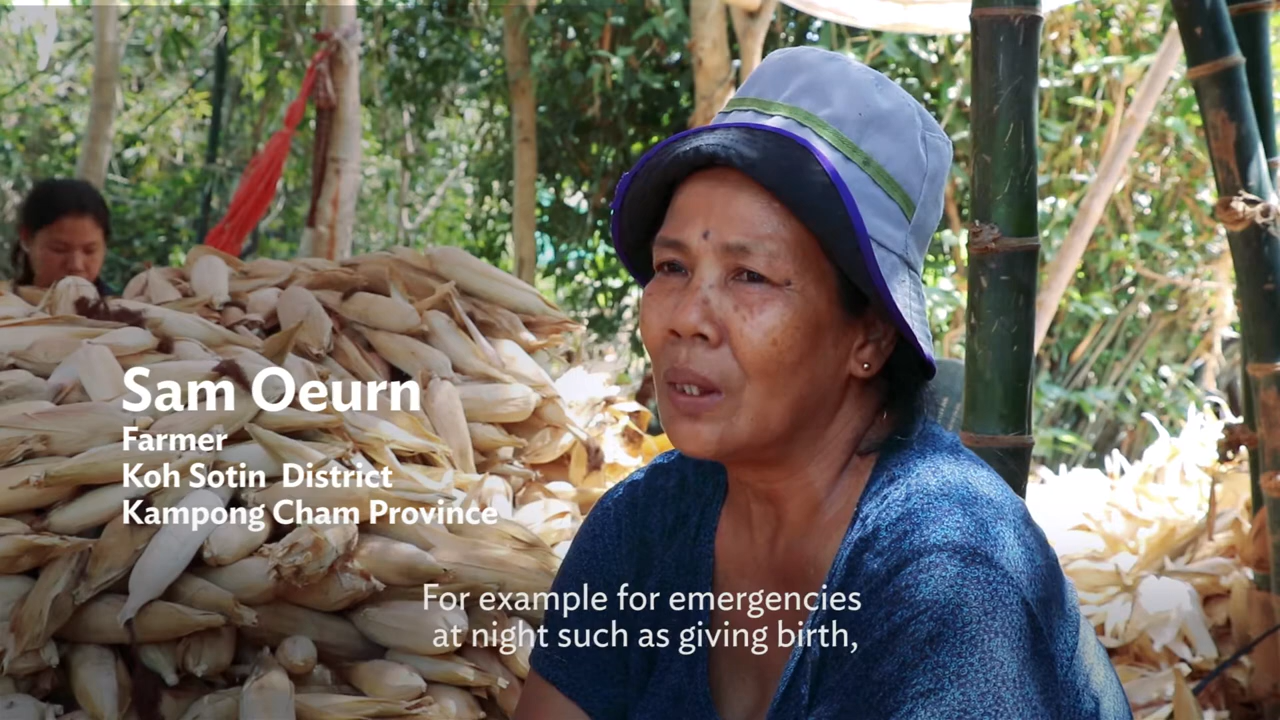 Sam Oeurn
Farmer
Koh Sotin District
Kampong Cham Province
For example for emergencies
at night such as giving birth,